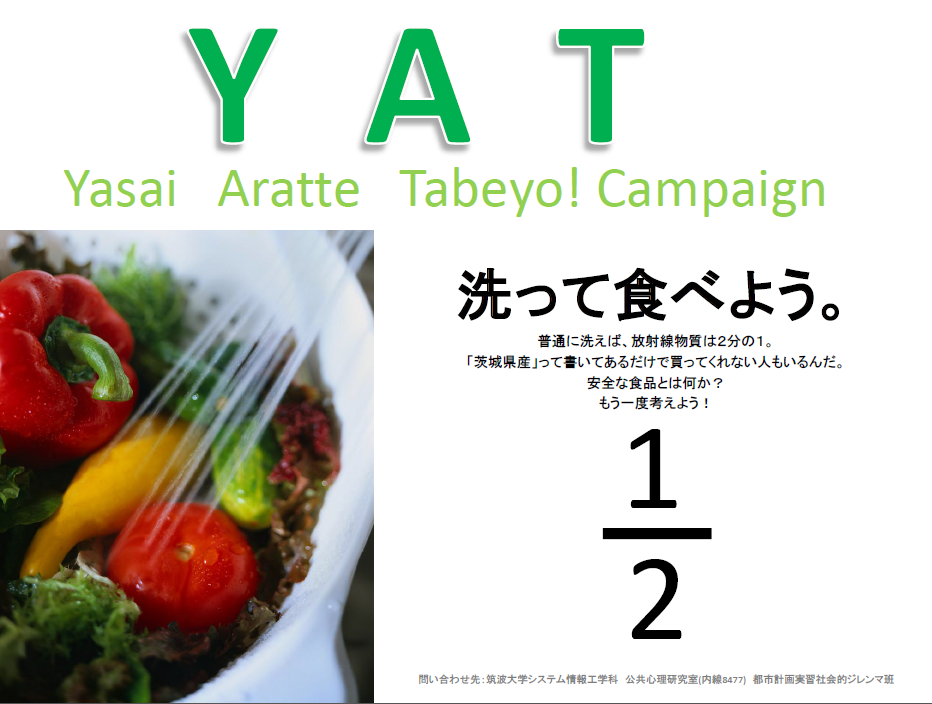 Y A T
Yasai Aratte Tabeyo! Campaign
洗って食べよう。
普通に洗えば、放射線物質は2分の1。
「茨城県産」って書いてあるだけで買ってくれない人もいるんだ。
安全な食品とは何か？
もう一度考えよう！
1
2
問い合わせ先：筑波大学システム情報工学科 公共心理研究室(内線8477) 都市計画実習社会的ジレンマ班